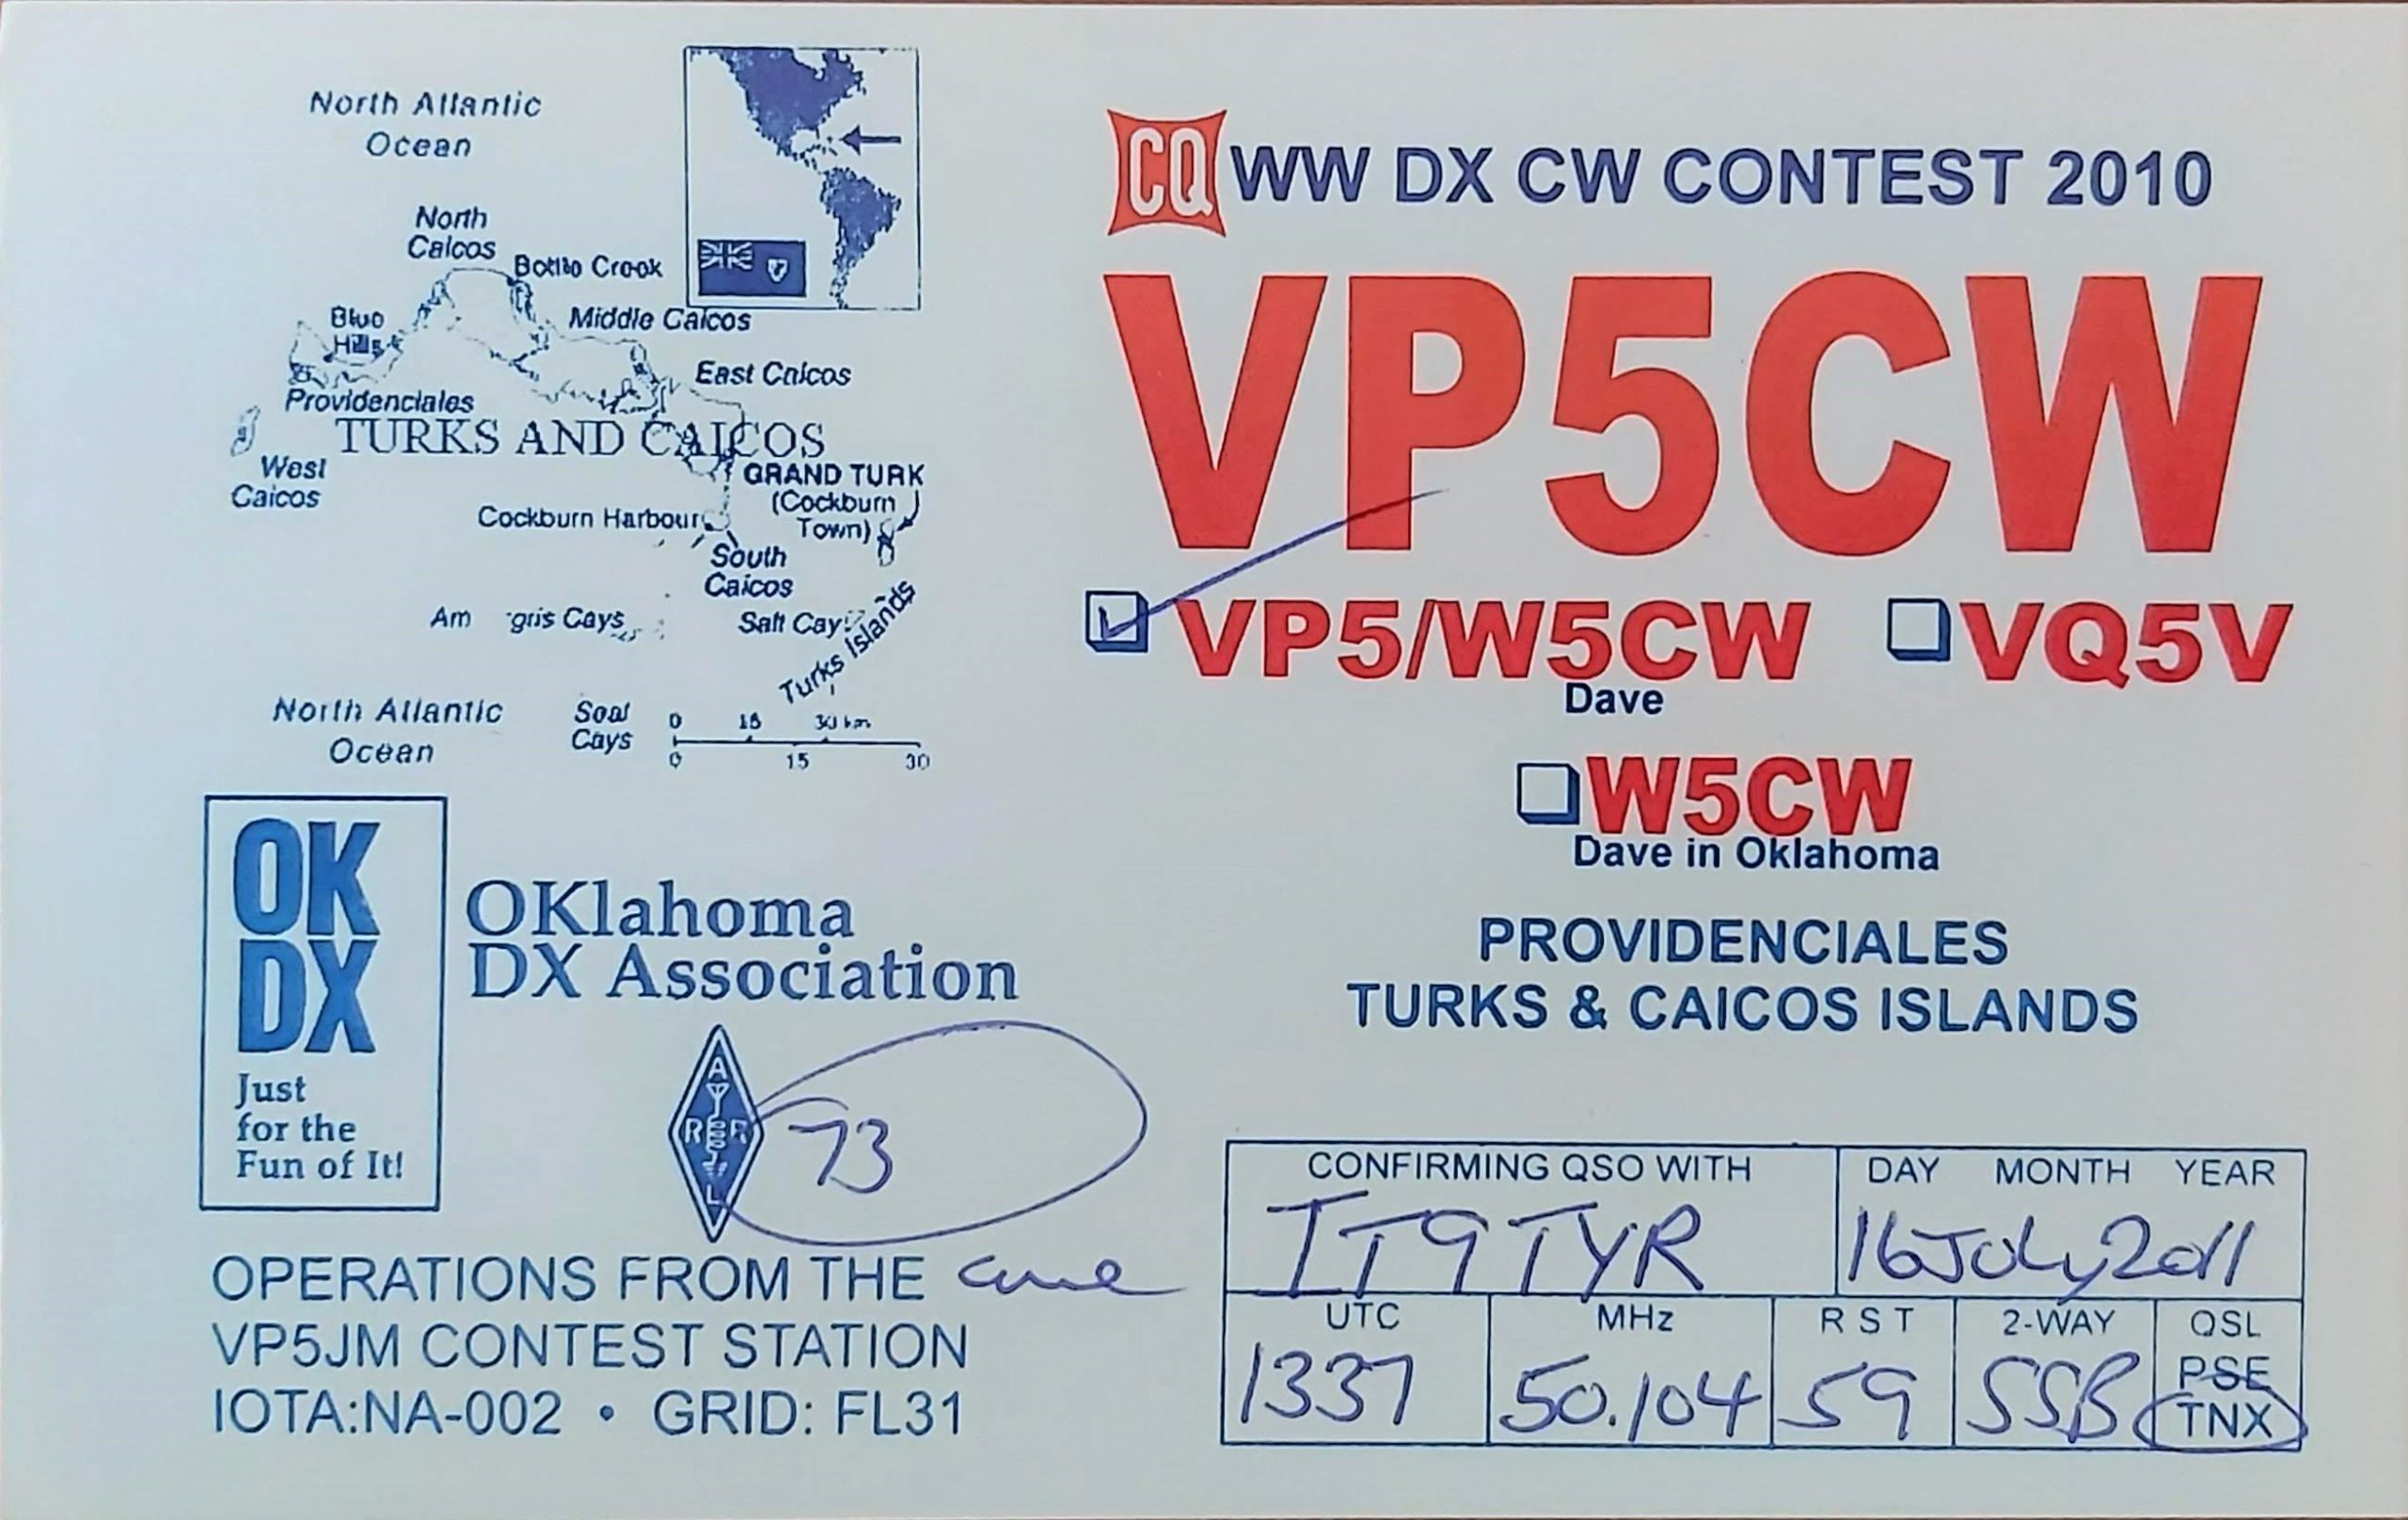 North Atlantic
Ocean
North
Caicos
Bottle Creek
Blue
Hills
Middle Caicos
East Caicos
Providenciales
TURKS AND CAICOS
West
Caicos
GRAND TURK
(Cockburn
Town)
Cockburn Harbour
South
Caicos
Am gris Cays
Salt Cay
Turks Islands
North Atlantic
Ocean
Seal
Cays
0 15 30 km
0 15 30
CQ WW DX CW CONTEST 2010
VP5CW
VP5/W5CW VQ5V
Dave
W5CW
Dave in Oklahoma
PROVIDENCIALES
TURKS & CAICOS ISLANDS
OK
DX
Just
for the
Fun of It!
OKlahoma
DX Association
ARRL
73
OPERATIONS FROM THE
VP5JM CONTEST STATION
IOTA:NA-002 • GRID: FL31
CONFIRMING QSO WITH DAY MONTH YEAR
IT9TYR 16 July 2011
UTC MHz RST 2-WAY QSL
PSE
1337 50.104 59 SSB TNX